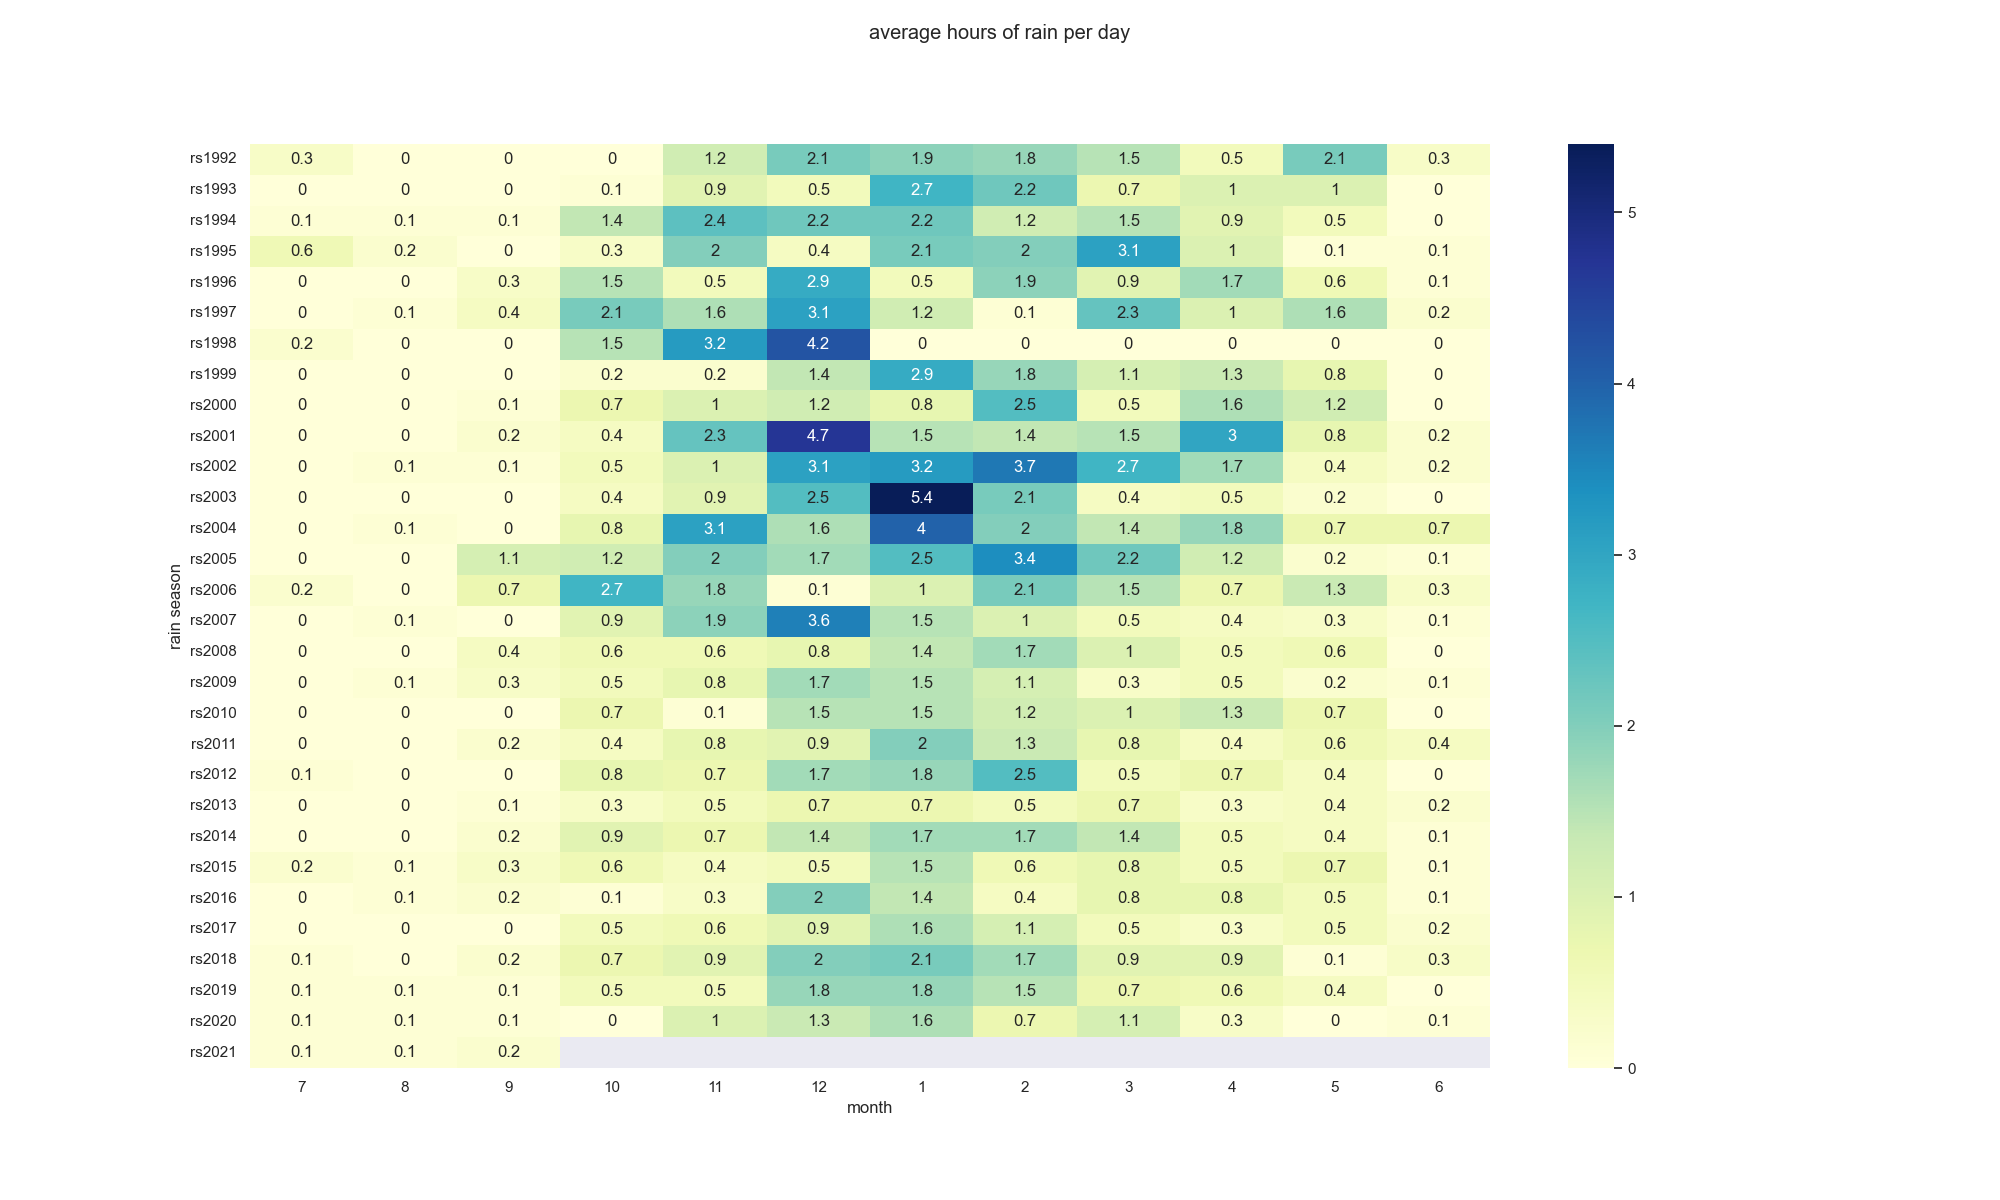 average hours of rain per day
rs1992 0.3 0 0 0 1.2 2.1 1.9 1.8 1.5 0.5 2.1 0.3
rs1993 0 0 0 0.1 0.9 0.5 2.7 2.2 0.7 1 1 0
rs1994 0.1 0.1 0.1 1.4 2.4 2.2 2.2 1.2 1.5 0.9 0.5 0
rs1995 0.6 0.2 0 0.3 2 0.4 2.1 2 3.1 1 0.1 0.1
rs1996 0 0 0.3 1.5 0.5 2.9 0.5 1.9 0.9 1.7 0.6 0.1
rs1997 0 0.1 0.4 2.1 1.6 3.1 1.2 0.1 2.3 1 1.6 0.2
rs1998 0.2 0 0 1.5 3.2 4.2 0 0 0 0 0 0
rs1999 0 0 0 0.2 0.2 1.4 2.9 1.8 1.1 1.3 0.8 0
rs2000 0 0 0.1 0.7 1 1.2 0.8 2.5 0.5 1.6 1.2 0
rs2001 0 0 0.2 0.4 2.3 4.7 1.5 1.4 1.5 3 0.8 0.2
rs2002 0 0.1 0.1 0.5 1 3.1 3.2 3.7 2.7 1.7 0.4 0.2
rs2003 0 0 0 0.4 0.9 2.5 5.4 2.1 0.4 0.5 0.2 0
rs2004 0 0.1 0 0.8 3.1 1.6 4 2 1.4 1.8 0.7 0.7
rs2005 0 0 1.1 1.2 2 1.7 2.5 3.4 2.2 1.2 0.2 0.1
rs2006 0.2 0 0.7 2.7 1.8 0.1 1 2.1 1.5 0.7 1.3 0.3
rs2007 0 0.1 0 0.9 1.9 3.6 1.5 1 0.5 0.4 0.3 0.1
rs2008 0 0 0.4 0.6 0.6 0.8 1.4 1.7 1 0.5 0.6 0
rs2009 0 0.1 0.3 0.5 0.8 1.7 1.5 1.1 0.3 0.5 0.2 0.1
rs2010 0 0 0 0.7 0.1 1.5 1.5 1.2 1 1.3 0.7 0
rs2011 0 0 0.2 0.4 0.8 0.9 2 1.3 0.8 0.4 0.6 0.4
rs2012 0.1 0 0 0.8 0.7 1.7 1.8 2.5 0.5 0.7 0.4 0
rs2013 0 0 0.1 0.3 0.5 0.7 0.7 0.5 0.7 0.3 0.4 0.2
rs2014 0 0 0.2 0.9 0.7 1.4 1.7 1.7 1.4 0.5 0.4 0.1
rs2015 0.2 0.1 0.3 0.6 0.4 0.5 1.5 0.6 0.8 0.5 0.7 0.1
rs2016 0 0.1 0.2 0.1 0.3 2 1.4 0.4 0.8 0.8 0.5 0.1
rs2017 0 0 0 0.5 0.6 0.9 1.6 1.1 0.5 0.3 0.5 0.2
rs2018 0.1 0 0.2 0.7 0.9 2 2.1 1.7 0.9 0.9 0.1 0.3
rs2019 0.1 0.1 0.1 0.5 0.5 1.8 1.8 1.5 0.7 0.6 0.4 0
rs2020 0.1 0.1 0.1 0 1 1.3 1.6 0.7 1.1 0.3 0 0.1
rs2021 0.1 0.1 0.2
7 8 9 10 11 12 1 2 3 4 5 6
month
rain season
5
4
3
2
1
0